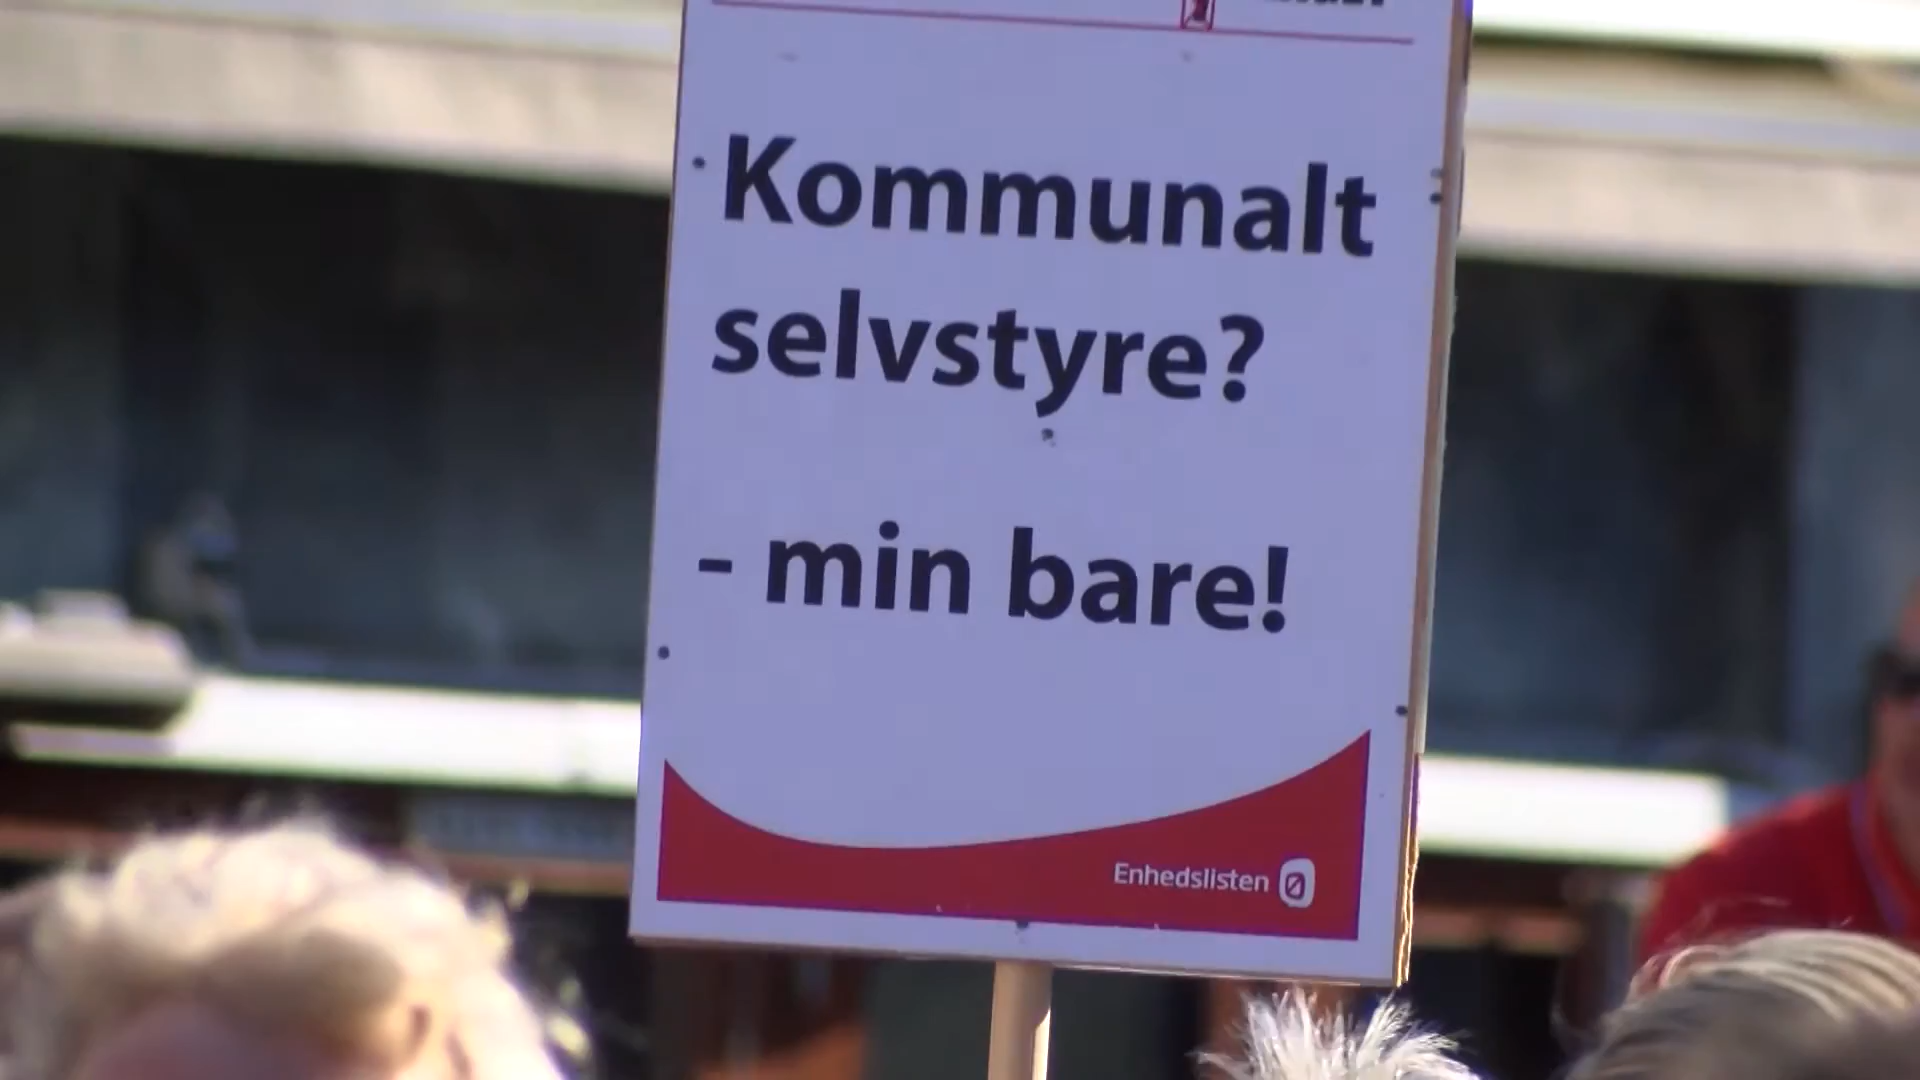 Kommunalt
selvstyre?
- min bare!
Enhedslisten Ø